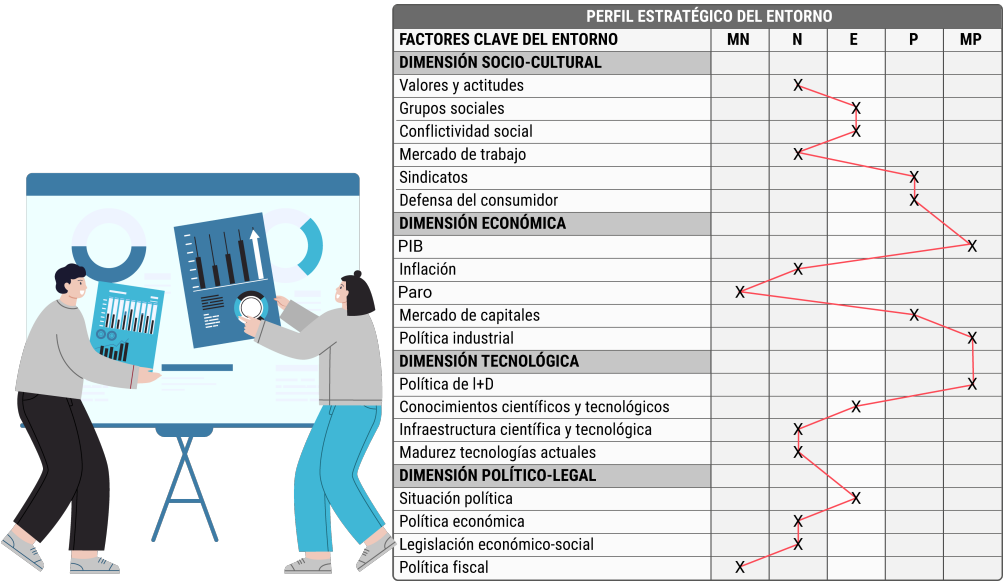 PERFIL ESTRATÉGICO DEL ENTORNO
FACTORES CLAVE DEL ENTORNO MN N E P MP
DIMENSIÓN SOCIO-CULTURAL
Valores y actitudes X
Grupos sociales X
Conflictividad social X
Mercado de trabajo X
Sindicatos X
Defensa del consumidor X
DIMENSIÓN ECONÓMICA
PIB X
Inflación X
Paro X
Mercado de capitales X
Política industrial X
DIMENSIÓN TECNOLÓGICA
Política de I+D X
Conocimientos científicos y tecnológicos X
Infraestructura científica y tecnológica X
Madurez tecnologías actuales X
DIMENSIÓN POLÍTICO-LEGAL
Situación política X
Política económica X
Legislación económico-social X
Política fiscal X